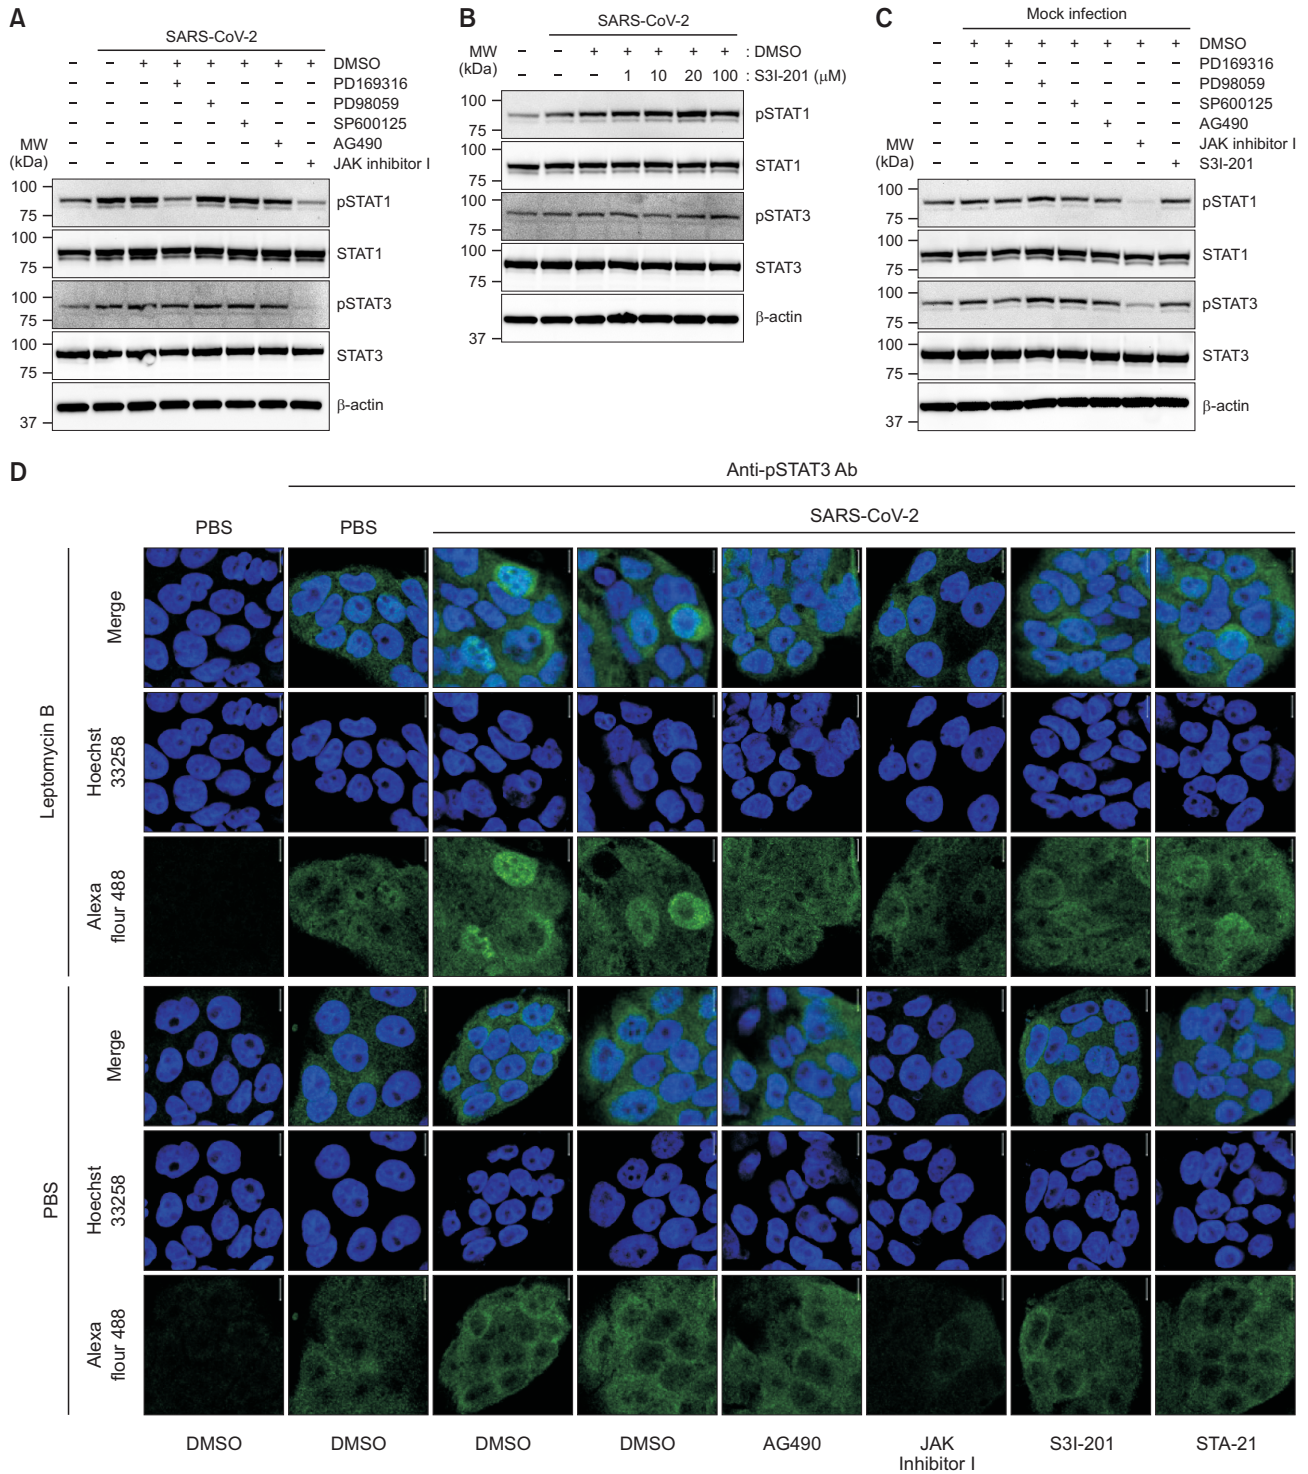 A
SARS-CoV-2
– – + + + + + + DMSO
– – – + – – – – PD169316
– – – – + – – – PD98059
– – – – – + – – SP600125
– – – – – – + – AG490
– – – – – – – + JAK inhibitor I
MW
(kDa)
100
75
pSTAT1
100
75
STAT1
100
75
pSTAT3
100
75
STAT3
37
β-actin
B
SARS-CoV-2
MW
(kDa)
– – + + + + + : DMSO
– – – 1 10 20 100 : S3I-201 (μM)
100
75
pSTAT1
100
75
STAT1
100
75
pSTAT3
100
75
STAT3
37
β-actin
C
Mock infection
– + + + + + + + DMSO
– – + – – – – – PD169316
– – – + – – – – PD98059
– – – – + – – – SP600125
– – – – – + – – AG490
– – – – – – + – JAK inhibitor I
– – – – – – – + S3I-201
MW
(kDa)
100
75
pSTAT1
100
75
STAT1
100
75
pSTAT3
100
75
STAT3
37
β-actin
D
Anti-pSTAT3 Ab
PBS PBS SARS-CoV-2
Leptomycin B
Merge
Hoechst
33258
Alexa
flour 488
PBS
Merge
Hoechst
33258
Alexa
flour 488
DMSO DMSO DMSO DMSO AG490 JAK
Inhibitor I S3I-201 STA-21